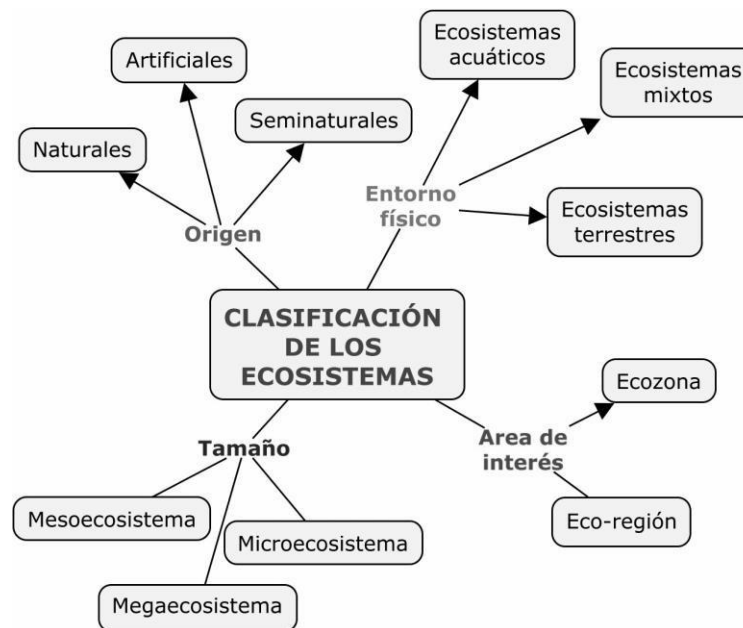 Artificiales
Ecosistemas
acuáticos
Ecosistemas
mixtos
Naturales
Seminaturales
Origen
Entorno
físico
Ecosistemas
terrestres
CLASIFICACIÓN
DE LOS
ECOSISTEMAS
Ecozona
Tamaño
Area de
interés
Mesoecosistema
Microecosistema
Eco-región
Megaecosistema